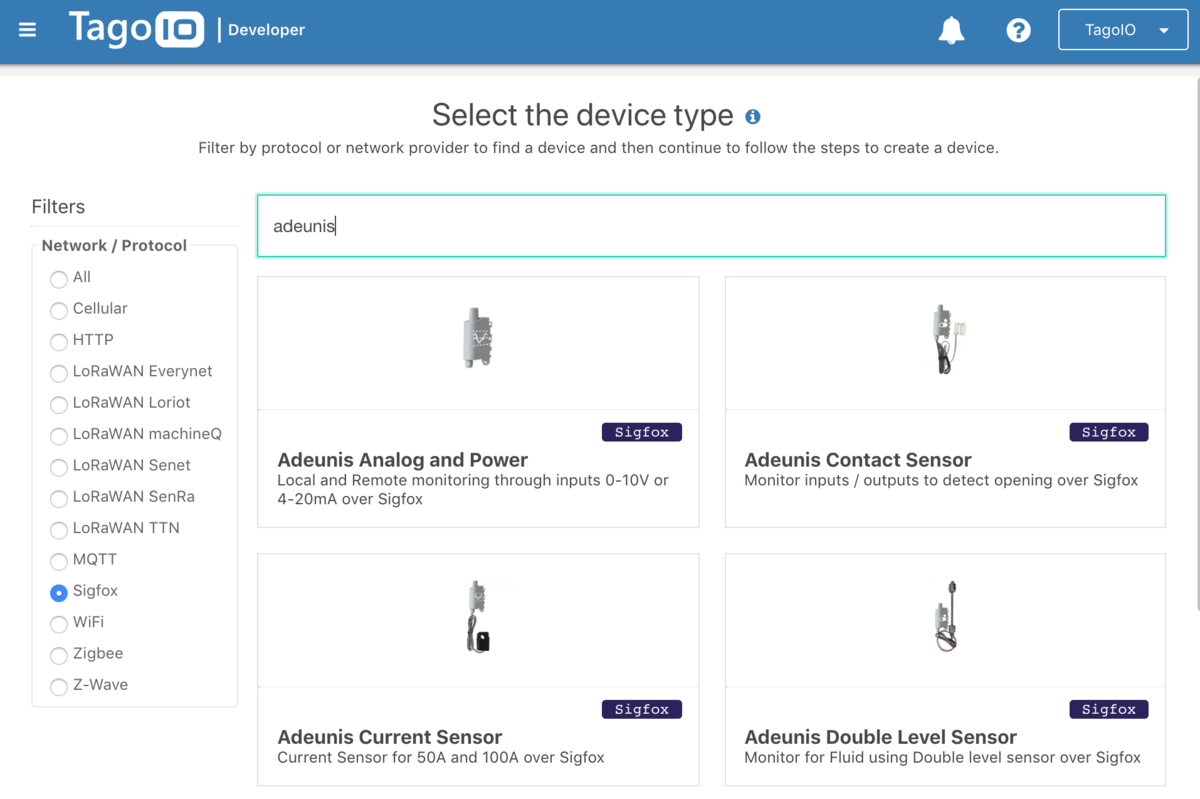 TagoIO | Developer
TagoIO
Select the device type
Filter by protocol or network provider to find a device and then continue to follow the steps to create a device.
Filters
Network / Protocol
All
Cellular
HTTP
LoRaWAN Everynet
LoRaWAN Loriot
LoRaWAN machineQ
LoRaWAN Senet
LoRaWAN SenRa
LoRaWAN TTN
MQTT
Sigfox
WiFi
Zigbee
Z-Wave
adeunis
Sigfox
Adeunis Analog and Power
Local and Remote monitoring through inputs 0-10V or
4-20mA over Sigfox
Sigfox
Adeunis Contact Sensor
Monitor inputs / outputs to detect opening over Sigfox
Sigfox
Adeunis Current Sensor
Current Sensor for 50A and 100A over Sigfox
Sigfox
Adeunis Double Level Sensor
Monitor for Fluid using Double level sensor over Sigfox